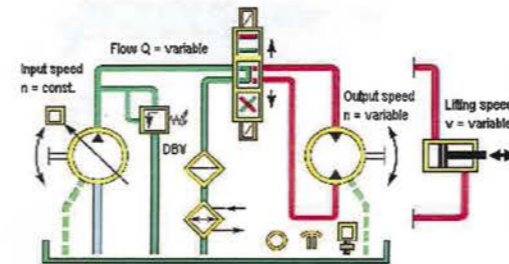 Flow Q = variable
Input speed
n = const.
DBV
Output speed
n = variable
Lifting speed
v = variable